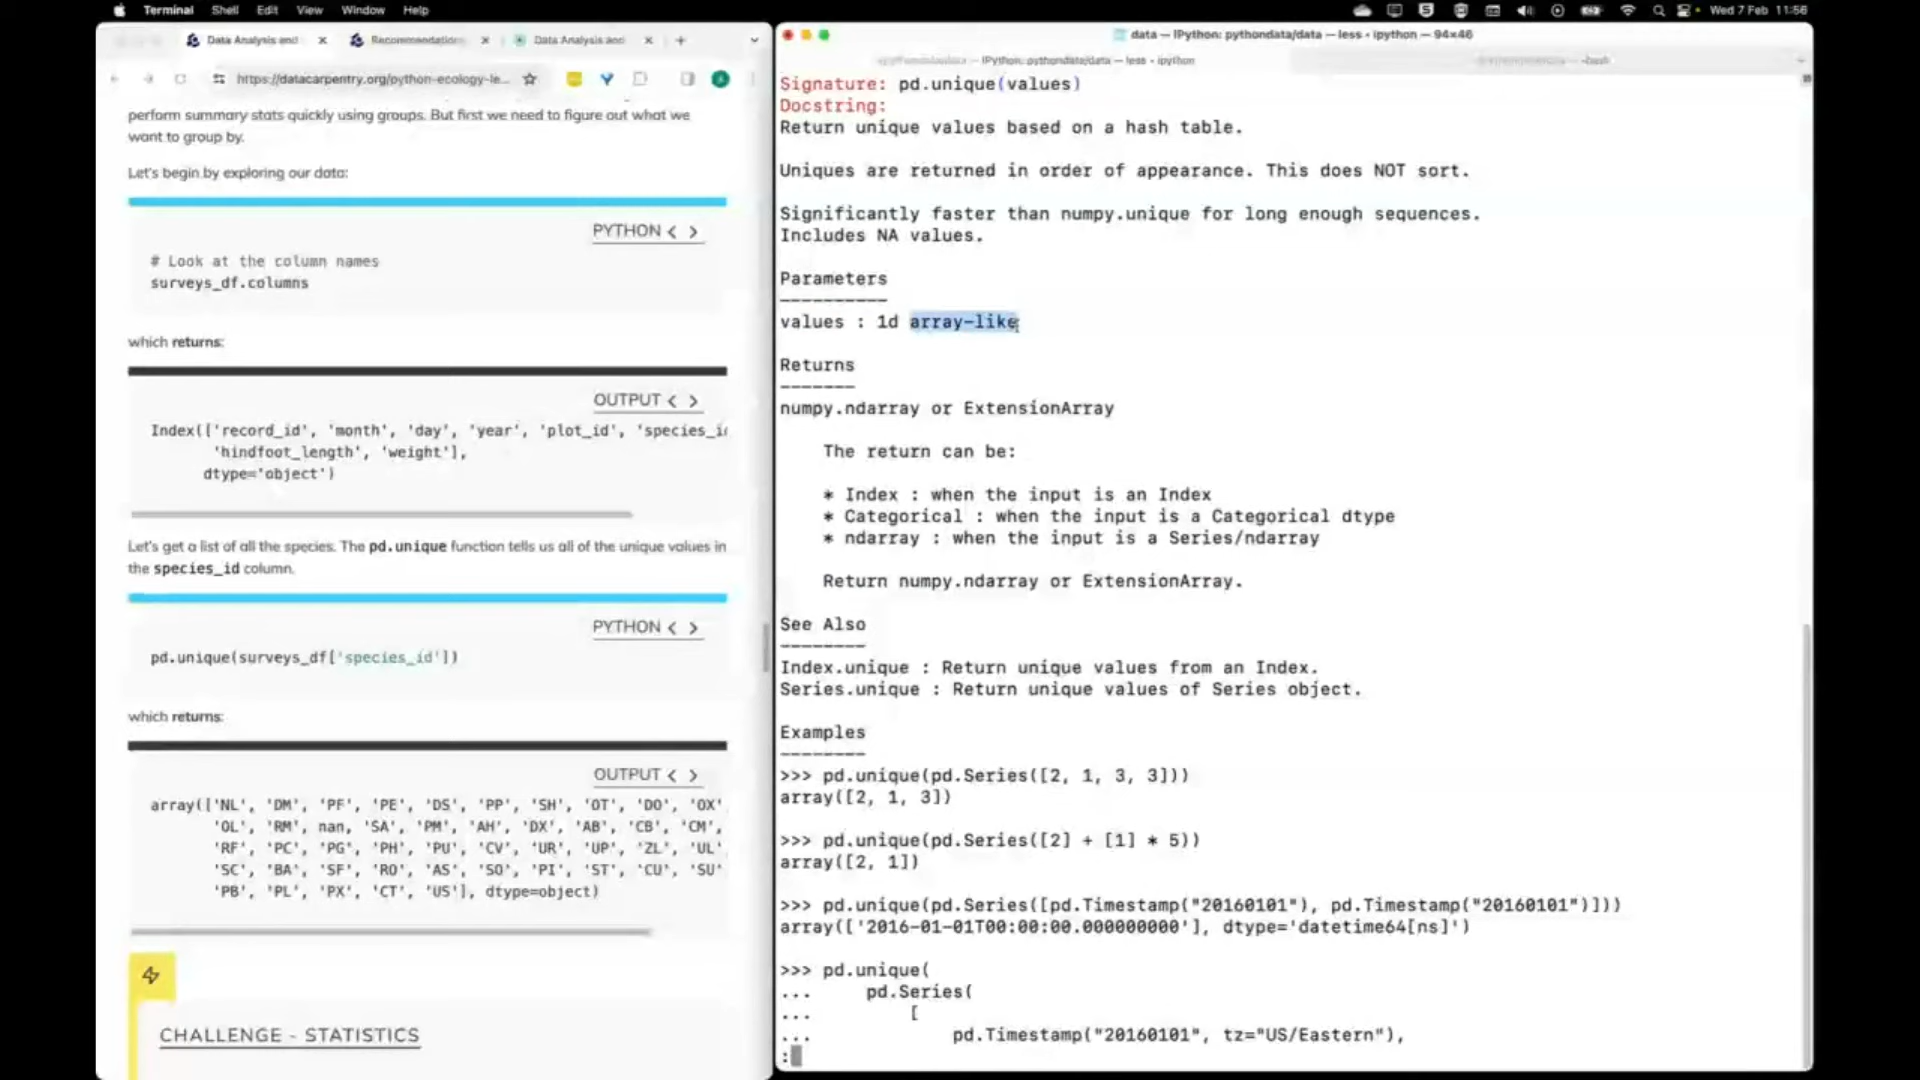 Terminal Shell Edit View Window Help
Wed 7 Feb 11:56
Data Analysis and
Recommendations
Data Analysis and
https://datacarpentry.org/python-ecology-le...
perform summary stats quickly using groups. But first we need to figure out what we
want to group by.
Let's begin by exploring our data:
PYTHON < >
# Look at the column names
surveys_df.columns
which returns:
OUTPUT < >
Index(['record_id', 'month', 'day', 'year', 'plot_id', 'species_i
'hindfoot_length', 'weight'],
dtype='object')
Let's get a list of all the species. The pd.unique function tells us all of the unique values in
the species_id column.
PYTHON < >
pd.unique(surveys_df['species_id'])
which returns:
OUTPUT < >
array(['NL', 'DM', 'PF', 'PE', 'DS', 'PP', 'SH', 'OT', 'DO', 'OX'
'OL', 'RM', nan, 'SA', 'PM', 'AH', 'DX', 'AB', 'CB', 'CM',
'RF', 'PC', 'PG', 'PH', 'PU', 'CV', 'UR', 'UP', 'ZL', 'UL'
'SC', 'BA', 'SF', 'RO', 'AS', 'SO', 'PI', 'ST', 'CU', 'SU'
'PB', 'PL', 'PX', 'CT', 'US'], dtype=object)
CHALLENGE - STATISTICS
data — IPython: pythondata/data — less • ipython — 94×46
— IPython: pythondata/data — less • ipython
-bash
Signature: pd.unique(values)
Docstring:
Return unique values based on a hash table.
Uniques are returned in order of appearance. This does NOT sort.
Significantly faster than numpy.unique for long enough sequences.
Includes NA values.
Parameters
----------
values : 1d array-like
Returns
-------
numpy.ndarray or ExtensionArray
The return can be:
* Index : when the input is an Index
* Categorical : when the input is a Categorical dtype
* ndarray : when the input is a Series/ndarray
Return numpy.ndarray or ExtensionArray.
See Also
--------
Index.unique : Return unique values from an Index.
Series.unique : Return unique values of Series object.
Examples
--------
>>> pd.unique(pd.Series([2, 1, 3, 3]))
array([2, 1, 3])
>>> pd.unique(pd.Series([2] + [1] * 5))
array([2, 1])
>>> pd.unique(pd.Series([pd.Timestamp("20160101"), pd.Timestamp("20160101")]))
array(['2016-01-01T00:00:00.000000000'], dtype='datetime64[ns]')
>>> pd.unique(
... pd.Series(
... [
... pd.Timestamp("20160101", tz="US/Eastern"),
: